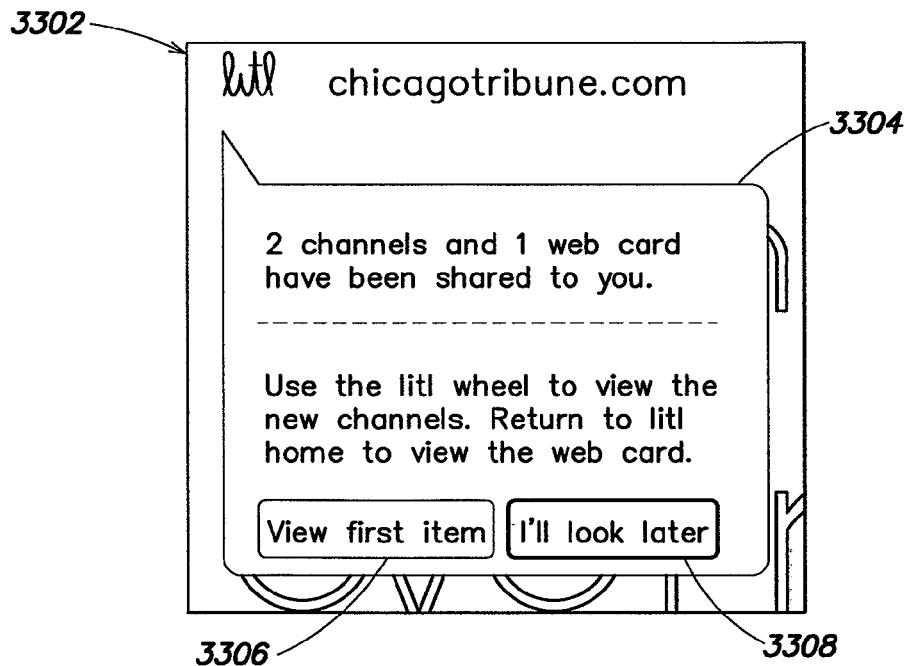 3302
litl chicagotribune.com
3304
2 channels and 1 web card
have been shared to you.
Use the litl wheel to view the
new channels. Return to litl
home to view the web card.
View first item I'll look later
3306 3308